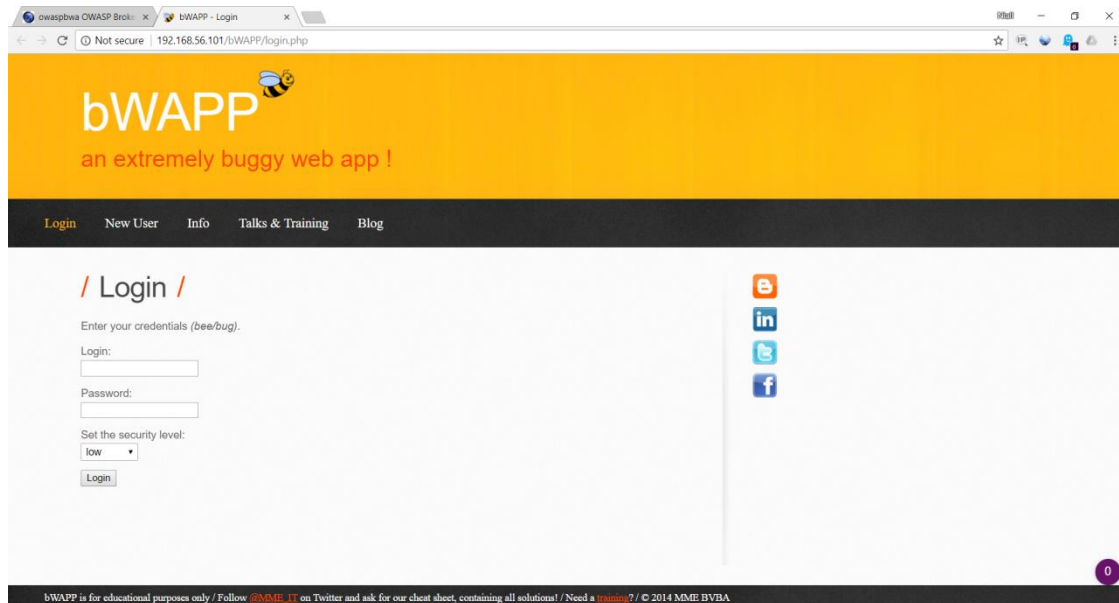 owaspbwa OWASP Broke
bWAPP - Login
Not secure | 192.168.56.101/bWAPP/login.php
6
bWAPP
an extremely buggy web app !
Login New User Info Talks & Training Blog
/ Login /
Enter your credentials (bee/bug).
Login:
Password:
Set the security level:
low
Login
in
f
0
bWAPP is for educational purposes only / Follow @MME_IT on Twitter and ask for our cheat sheet, containing all solutions! / Need a training? / © 2014 MME BVBA